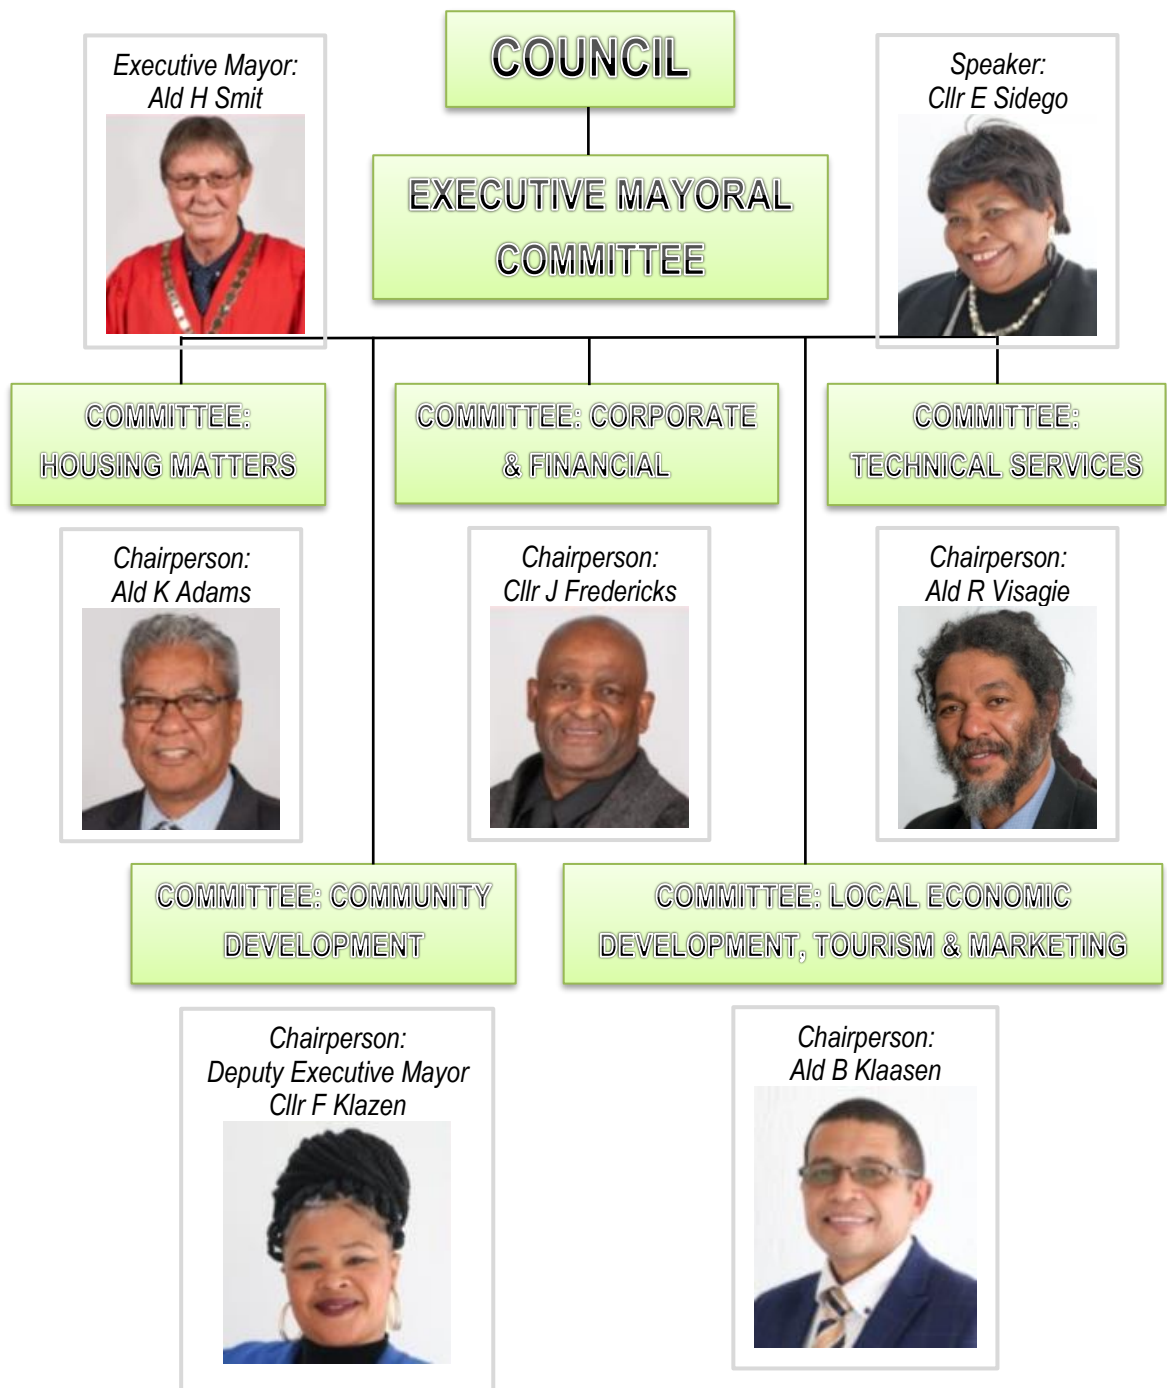 Executive Mayor:
Ald H Smit
COUNCIL
Speaker:
Cllr E Sidego
EXECUTIVE MAYORAL
COMMITTEE
COMMITTEE:
HOUSING MATTERS
COMMITTEE: CORPORATE
& FINANCIAL
COMMITTEE:
TECHNICAL SERVICES
Chairperson:
Ald K Adams
Chairperson:
Cllr J Fredericks
Chairperson:
Ald R Visagie
COMMITTEE: COMMUNITY
DEVELOPMENT
COMMITTEE: LOCAL ECONOMIC
DEVELOPMENT, TOURISM & MARKETING
Chairperson:
Deputy Executive Mayor
Cllr F Klazen
Chairperson:
Ald B Klaasen